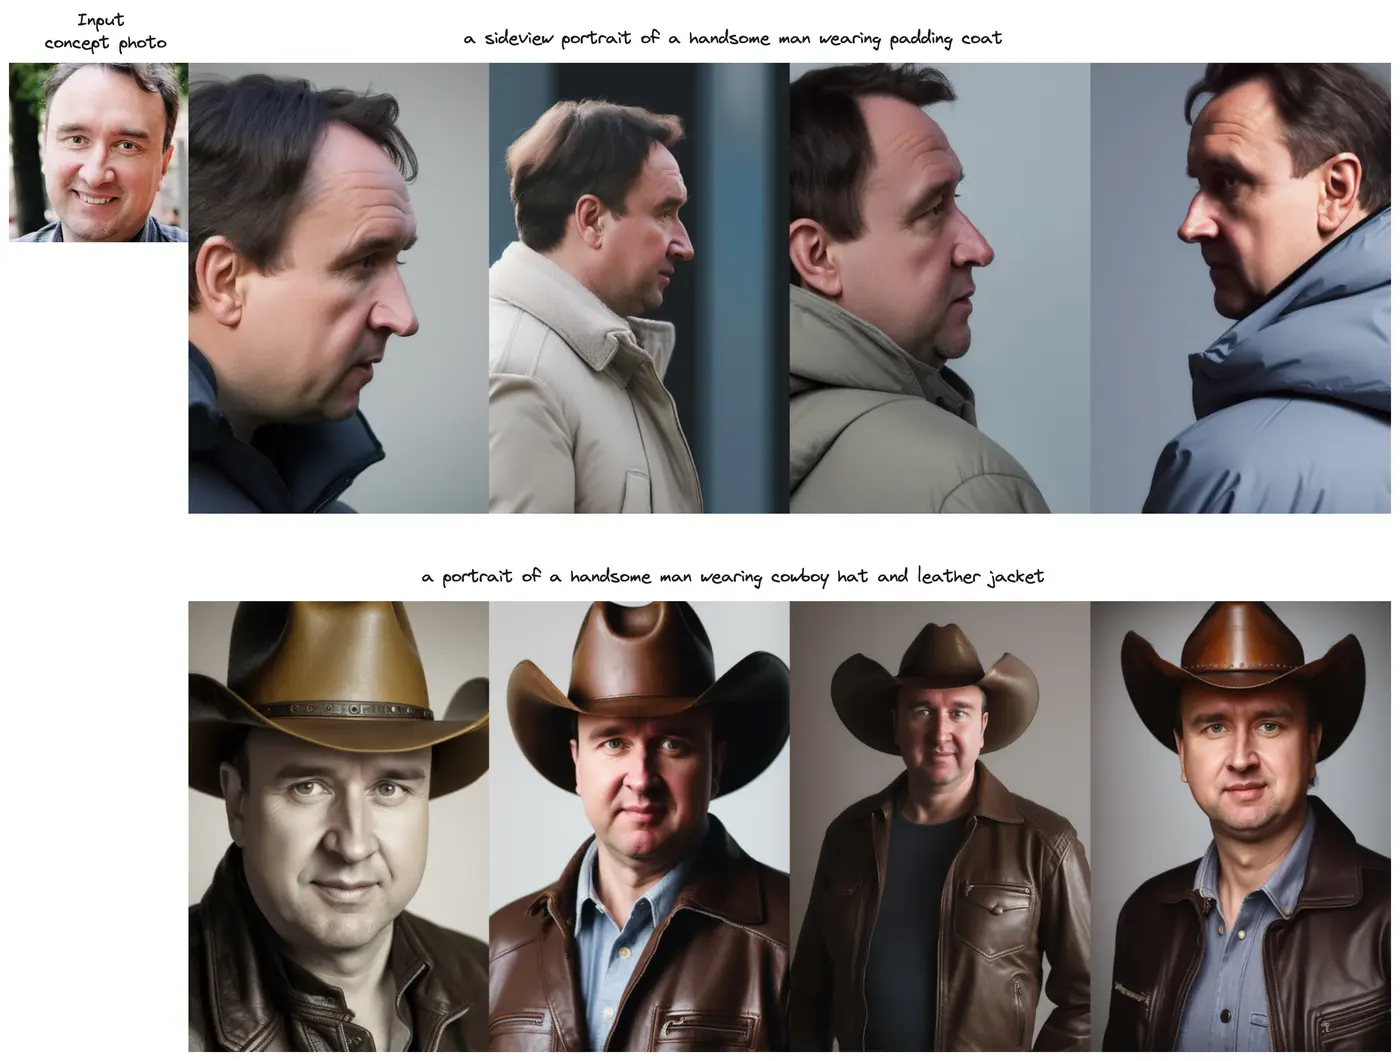 Input
concept photo
a sideview portrait of a handsome man wearing padding coat
a portrait of a handsome man wearing cowboy hat and leather jacket